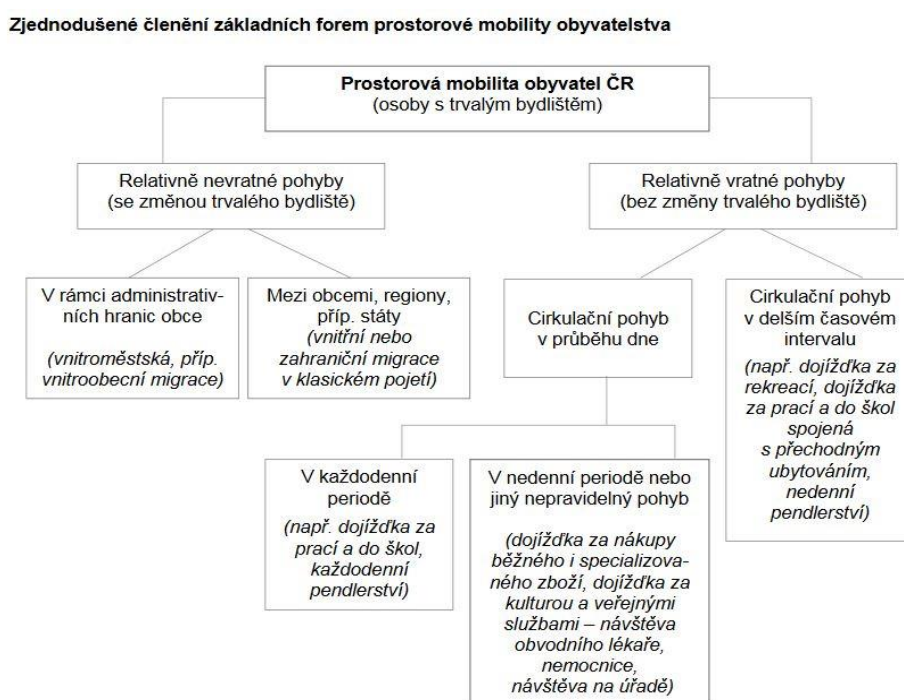 Zjednodušené členění základních forem prostorové mobility obyvatelstva
Prostorová mobilita obyvatel ČR
(osoby s trvalým bydlištěm)
Relativně nevratné pohyby
(se změnou trvalého bydliště)
Relativně vratné pohyby
(bez změny trvalého bydliště)
V rámci administrativ-
ních hranic obce
(vnitroměstská, příp.
vnitroobecní migrace)
Mezi obcemi, regiony,
příp. státy
(vnitřní nebo
zahraniční migrace
v klasickém pojetí)
Cirkulační pohyb
v průběhu dne
Cirkulační pohyb
v delším časovém
intervalu
(např. dojížďka za
rekreací, dojížďka
za prací a do škol
spojená
s přechodným
ubytováním,
nedenní
pendlerství)
V každodenní
periodě
(např. dojížďka za
prací a do škol,
každodenní
pendlerství)
V nedenní periodě nebo
jiný nepravidelný pohyb
(dojížďka za nákupy
běžného i specializova-
ného zboží, dojížďka za
kulturou a veřejnými
službami – návštěva
obvodního lékaře,
nemocnice,
návštěva na úřadě)